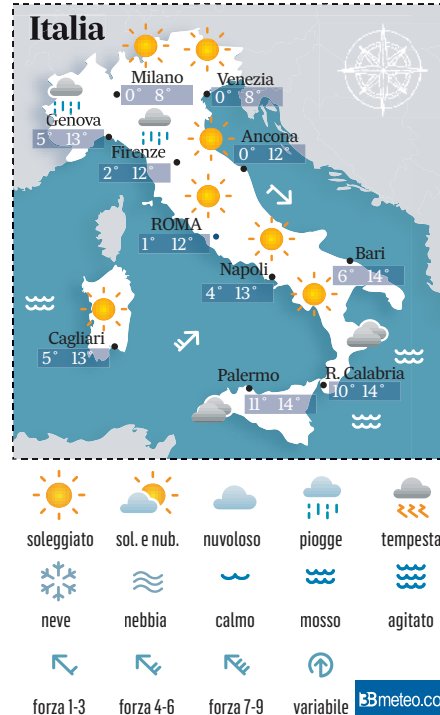 Italia
Milano
0° 8°
Venezia
0° 8°
Genova
5° 13°
Firenze
2° 12°
Ancona
0° 12°
ROMA
1° 12°
Napoli
4° 13°
Bari
6° 14°
Cagliari
5° 13°
Palermo
11° 14°
R. Calabria
10° 14°
soleggiato sol. e nub. nuvoloso piogge tempesta
neve nebbia calmo mosso agitato
forza 1-3 forza 4-6 forza 7-9 variabile
3Bmeteo.co